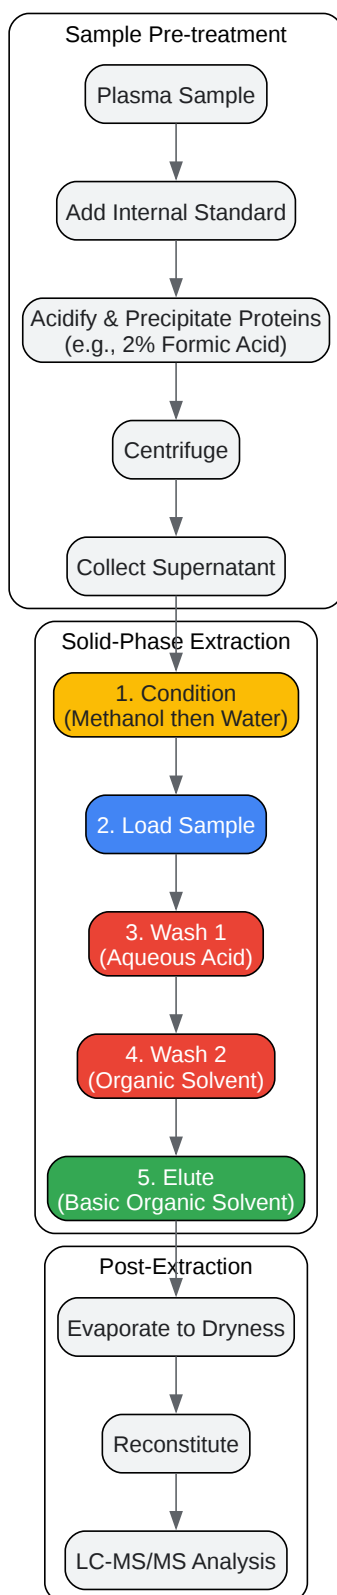 Sample Pre-treatment
Plasma Sample
Add Internal Standard
Acidify & Precipitate Proteins
(e.g., 2% Formic Acid)
Centrifuge
Collect Supernatant
Solid-Phase Extraction
1. Condition
(Methanol then Water)
2. Load Sample
3. Wash 1
(Aqueous Acid)
4. Wash 2
(Organic Solvent)
5. Elute
(Basic Organic Solvent)
Post-Extraction
Evaporate to Dryness
Reconstitute
LC-MS/MS Analysis